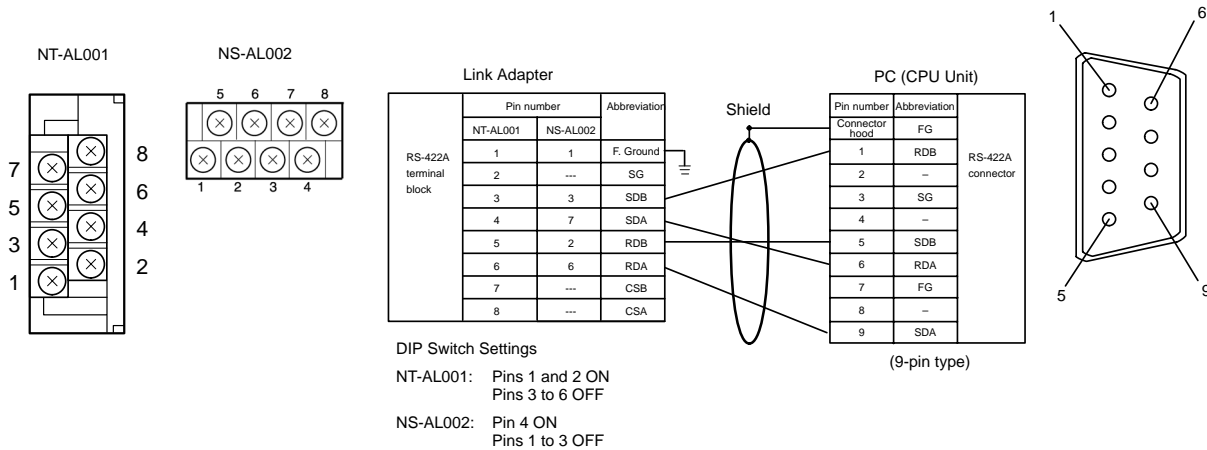 NT-AL001
7
5
3
1
8
6
4
2
NS-AL002
5 6 7 8
1 2 3 4
Link Adapter
RS-422A
terminal
block
Pin number Abbreviation
NT-AL001 NS-AL002
1 1 F. Ground
2 --- SG
3 3 SDB
4 7 SDA
5 2 RDB
6 6 RDA
7 --- CSB
8 --- CSA
Shield
PC (CPU Unit)
Pin number Abbreviation
Connector
hood FG
1 RDB
2 –
3 SG
4 –
5 SDB
6 RDA
7 FG
8 –
9 SDA
RS-422A
connector
(9-pin type)
1
6
5
9
DIP Switch Settings
NT-AL001: Pins 1 and 2 ON
Pins 3 to 6 OFF
NS-AL002: Pin 4 ON
Pins 1 to 3 OFF